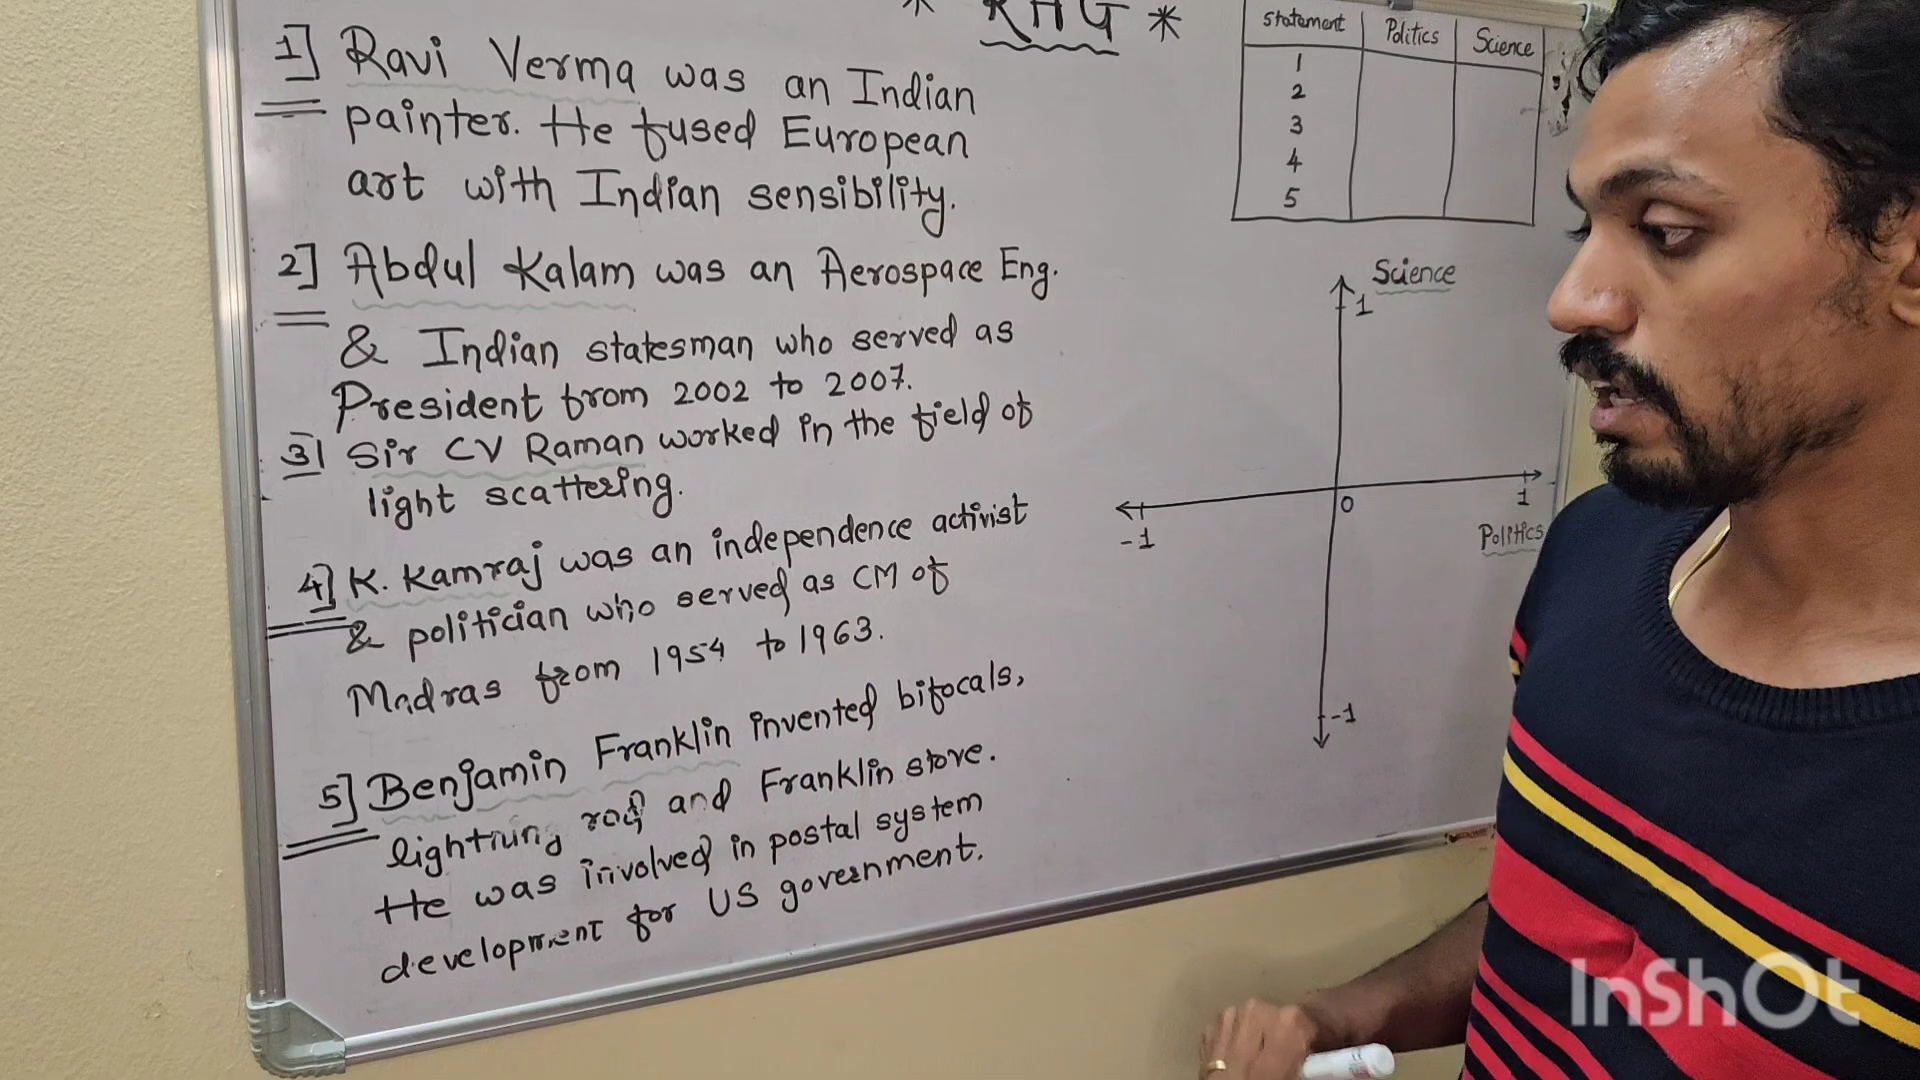 * RAG *
1] Ravi Verma was an Indian
painter. He fused European
art with Indian sensibility.
2] Abdul Kalam was an Aerospace Eng.
& Indian statesman who served as
President from 2002 to 2007.
3] Sir CV Raman worked in the field of
light scattering.
4] K. Kamraj was an independence activist
& politician who served as CM of
Madras from 1954 to 1963.
5] Benjamin Franklin invented bifocals,
lightning rod and Franklin stove.
He was involved in postal system
development for US government.
Statement Politics Science
1
2
3
4
5
Science
1
-1 0 1
Politics
-1
InShOt